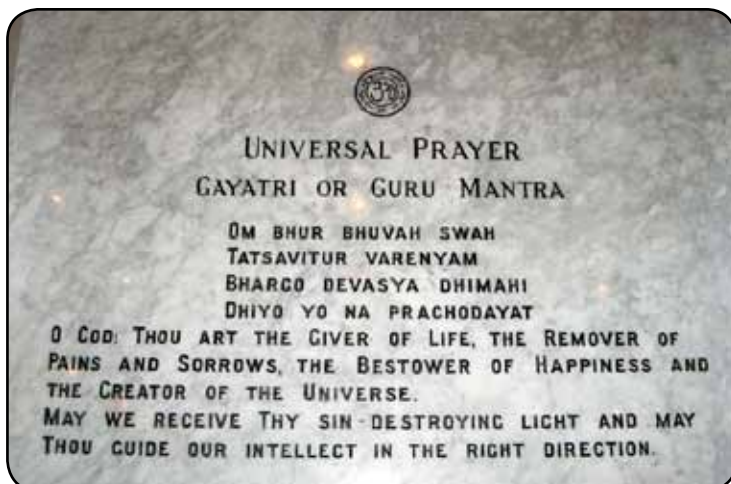 ॐ
UNIVERSAL PRAYER
GAYATRI OR GURU MANTRA
OM BHUR BHUVAH SWAH
TATSAVITUR VARENYAM
BHARGO DEVASYA DHIMAHI
DHIYO YO NA PRACHODAYAT
O GOD: THOU ART THE GIVER OF LIFE, THE REMOVER OF
PAINS AND SORROWS, THE BESTOWER OF HAPPINESS AND
THE CREATOR OF THE UNIVERSE.
MAY WE RECEIVE THY SIN-DESTROYING LIGHT AND MAY
THOU GUIDE OUR INTELLECT IN THE RIGHT DIRECTION.